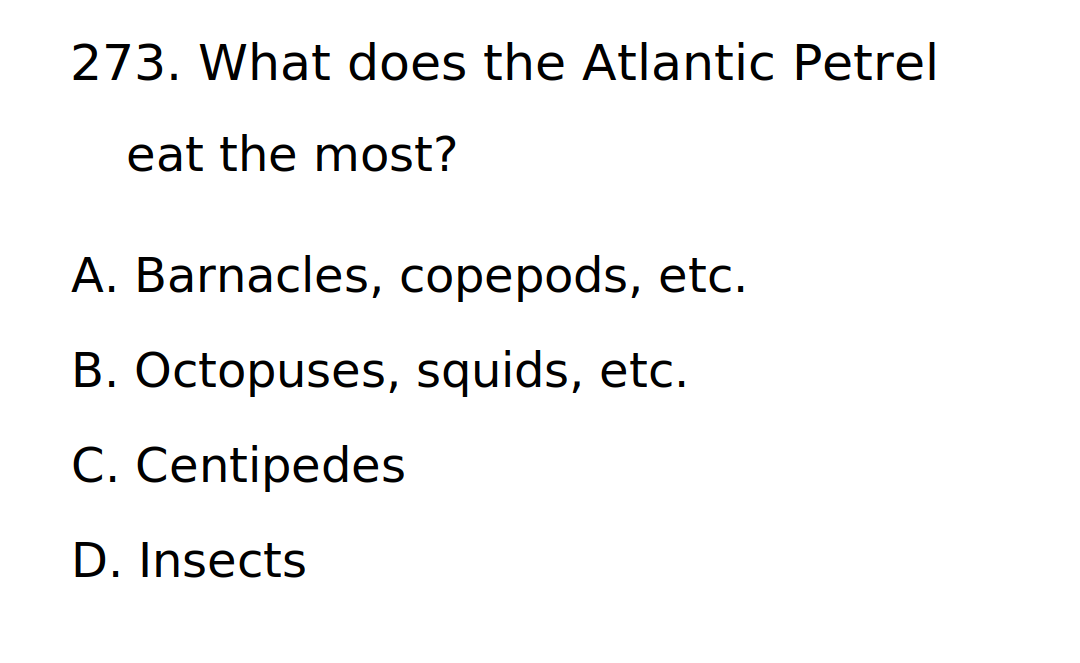 273. What does the Atlantic Petrel
eat the most?
A. Barnacles, copepods, etc.
B. Octopuses, squids, etc.
C. Centipedes
D. Insects